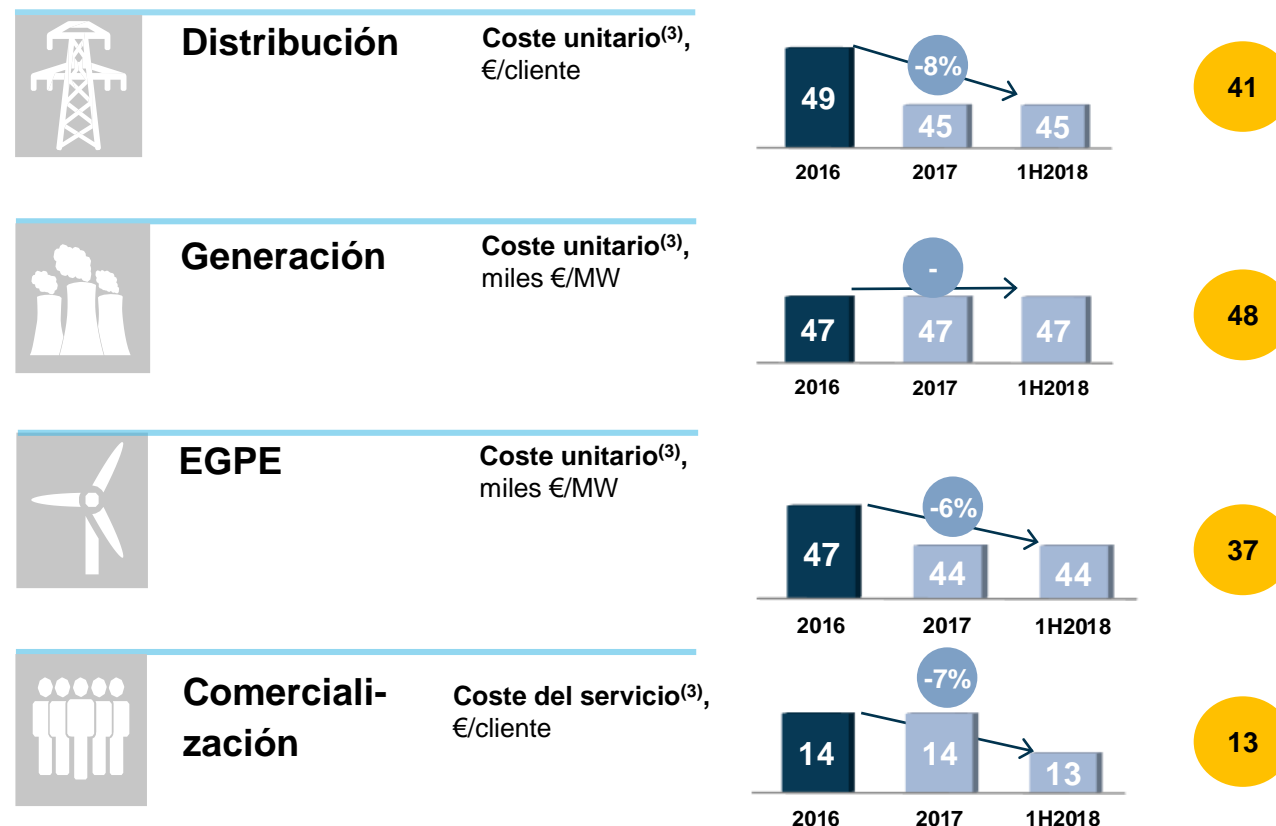 Distribución
Coste unitario(3),
€/cliente
-8%
49
45
45
2016
2017
1H2018
41
Generación
Coste unitario(3),
miles €/MW
-
47
47
47
2016
2017
1H2018
48
EGPE
Coste unitario(3),
miles €/MW
-6%
47
44
44
2016
2017
1H2018
37
Comerciali-
zación
Coste del servicio(3),
€/cliente
-7%
14
14
13
2016
2017
1H2018
13